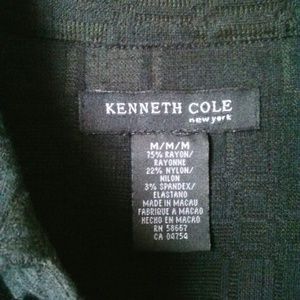 KENNETH COLE
new york
M/M/M
75% RAYON/
RAYONNE
22% NYLON/
NILON
3% SPANDEX/
ELASTANO
MADE IN MACAU
FABRIQUE A MACAO
HECHO EN MACAO
RN 58667
CA 00750